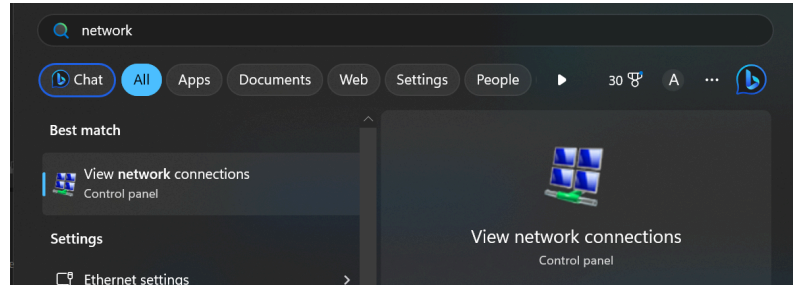 network
Chat All Apps Documents Web Settings People 30 A ...
Best match
View network connections
Control panel
Settings
Ethernet settings
View network connections
Control panel